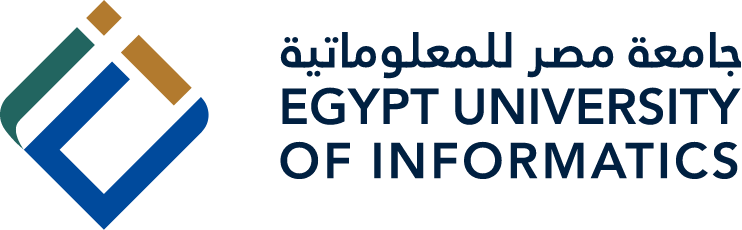 جامعة مصر للمعلوماتية
EGYPT UNIVERSITY
OF INFORMATICS